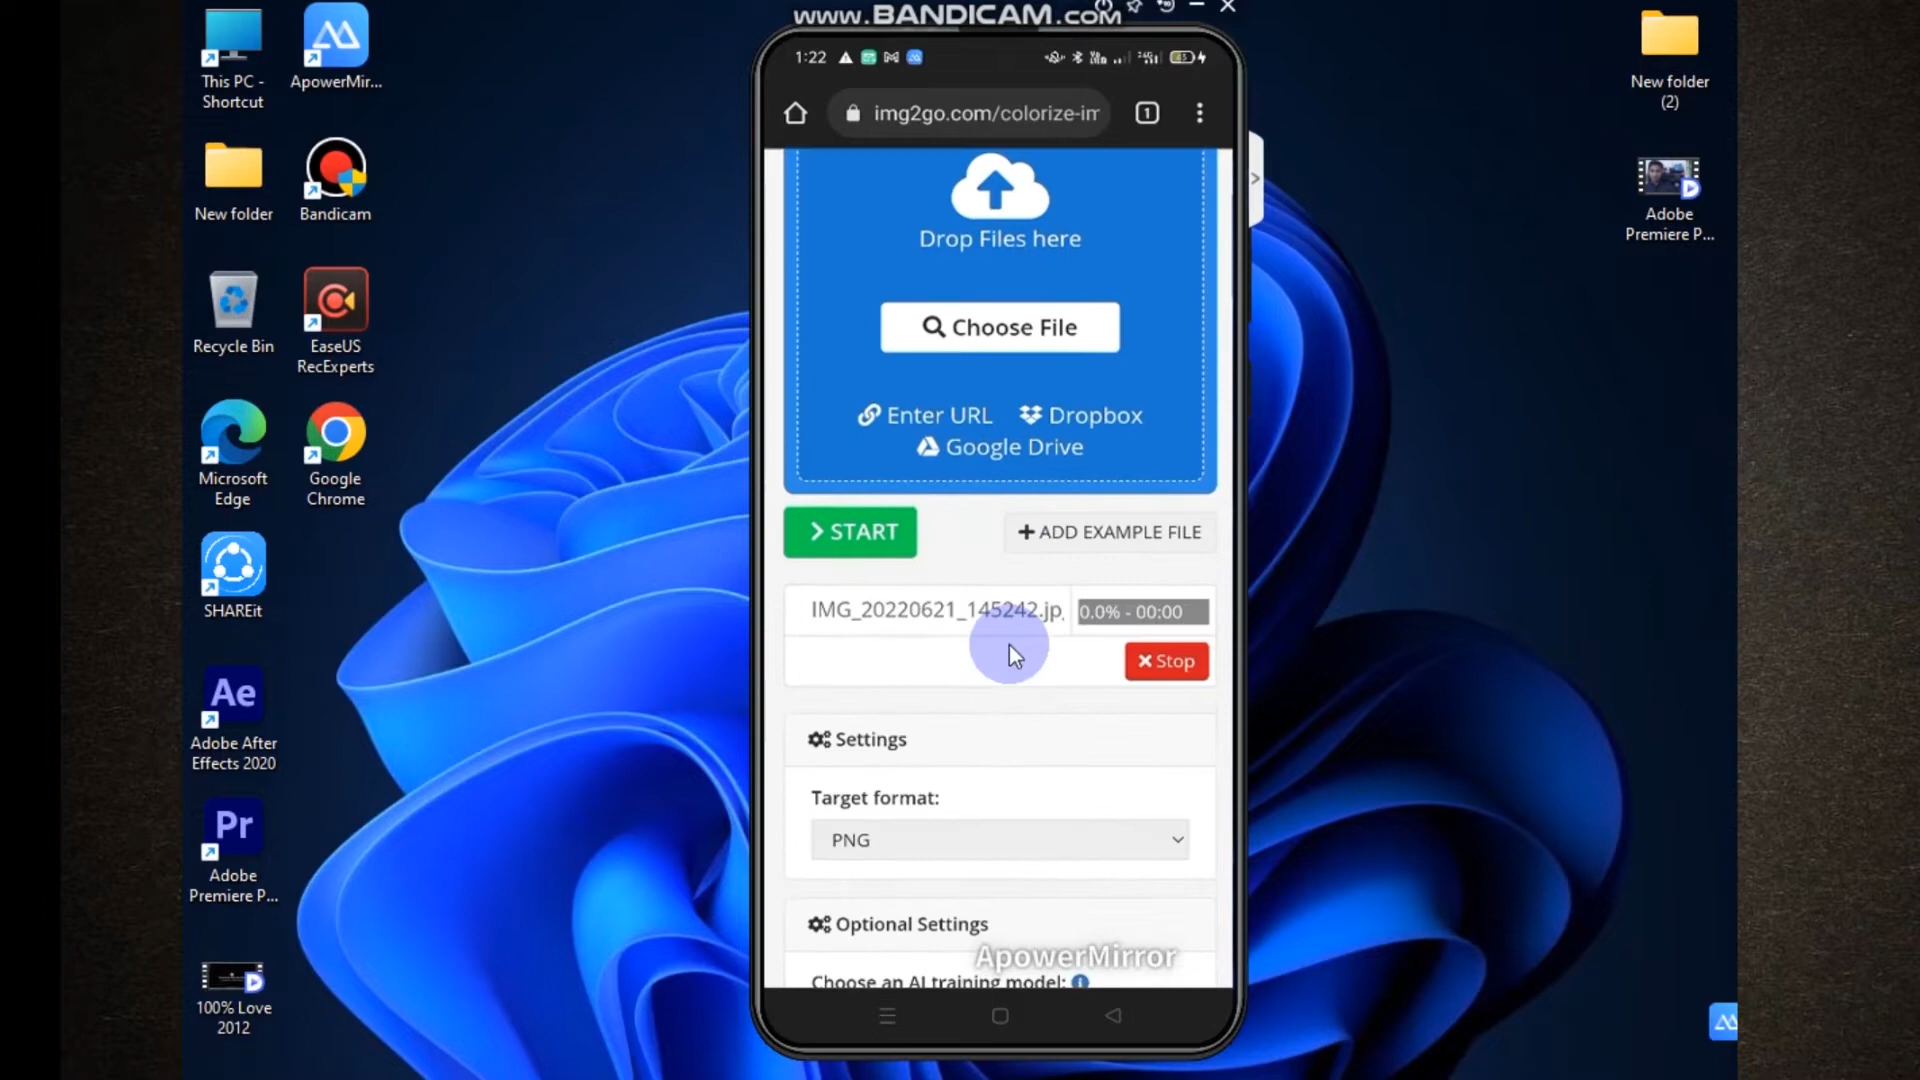 www.BANDICAM.com
This PC -
Shortcut
ApowerMir...
New folder
Bandicam
Recycle Bin
EaseUS
RecExperts
Microsoft
Edge
Google
Chrome
SHAREit
Ae
Adobe After
Effects 2020
Pr
Adobe
Premiere P...
100% Love
2012
1:22
img2go.com/colorize-im
1
Drop Files here
Choose File
Enter URL
Dropbox
Google Drive
START
+ ADD EXAMPLE FILE
IMG_20220621_145242.jp
0.0% - 00:00
Stop
Settings
Target format:
PNG
Optional Settings
ApowerMirror
Choose an AI training model:
New folder
(2)
Adobe
Premiere P...